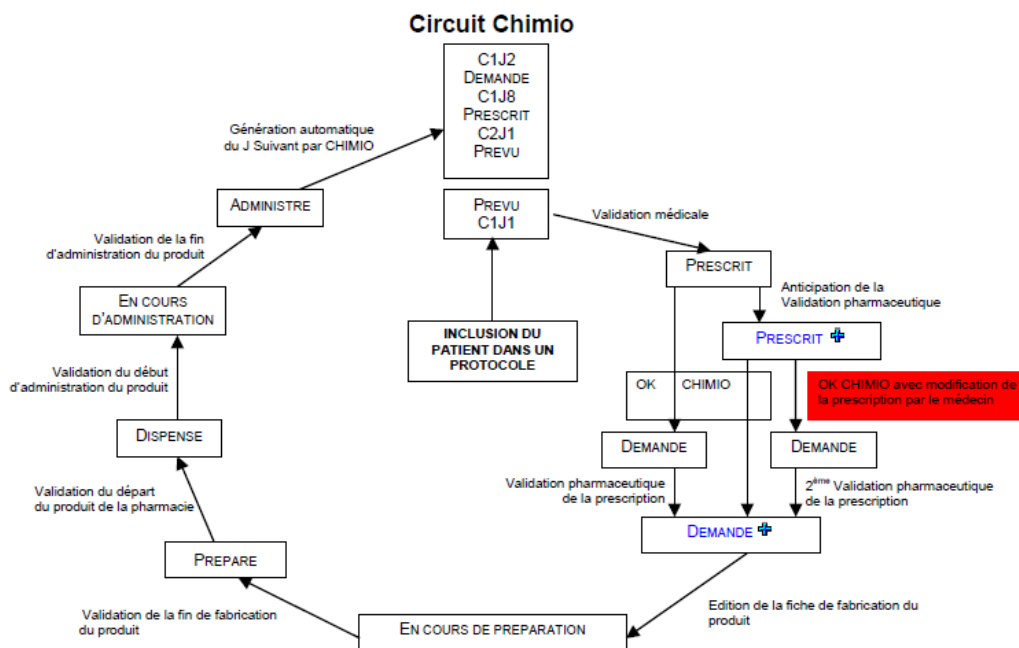 Circuit Chimio
C1J2
DEMANDE
C1J8
PRESCRIT
C2J1
PREVU
Génération automatique
du J Suivant par CHIMIO
ADMINISTRE
PREVU
C1J1
Validation médicale
Validation de la fin
d'administration du produit
PRESCRIT
EN COURS
D'ADMINISTRATION
Anticipation de la
Validation pharmaceutique
INCLUSION DU
PATIENT DANS UN
PROTOCOLE
PRESCRIT
Validation du début
d'administration du produit
OK CHIMIO
OK CHIMIO avec modification de
la prescription par le médecin
DISPENSE
DEMANDE
DEMANDE
Validation pharmaceutique
de la prescription
2ème Validation pharmaceutique
de la prescription
Validation du départ
du produit de la pharmacie
DEMANDE
PREPARE
Validation de la fin de fabrication
du produit
EN COURS DE PREPARATION
Edition de la fiche de fabrication du
produit